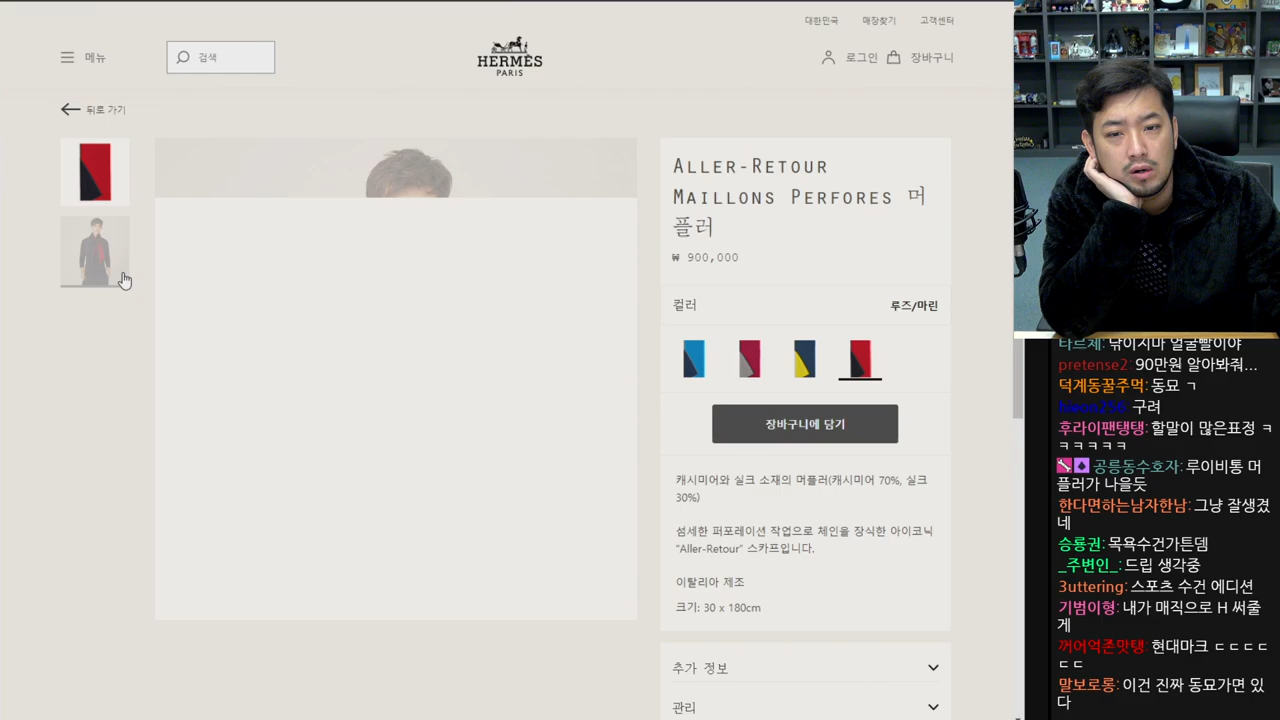 대한민국 매장찾기 고객센터
메뉴
검색
HERMÈS
PARIS
로그인
장바구니
뒤로 가기
Aller-Retour
Maillons Perfores 머
플러
₩ 900,000
컬러
루즈/마린
장바구니에 담기
캐시미어와 실크 소재의 머플러(캐시미어 70%, 실크
30%)
섬세한 퍼포레이션 작업으로 체인을 장식한 아이코닉
“Aller-Retour” 스카프입니다.
이탈리아 제조
크기: 30 x 180cm
추가 정보
관리
타르체: 낚이지마 얼굴빨이야
pretense2: 90만원 알아봐줘...
덕계동꿀주먹: 동묘 ㄱ
구려
후라이팬탱탱: 할말이 많은표정 ㅋ
ㅋㅋㅋㅋㅋ
공릉동수호자: 루이비통 머
플러가 나을듯
한다면하는남자한남: 그냥 잘생겼
네
승룡권: 목욕수건가튼뎀
_주변인_: 드립 생각중
3uttering: 스포츠 수건 에디션
기범이형: 내가 매직으로 H 써줄
게
꺼어억존맛탱: 현대마크 ㄷㄷㄷㄷ
ㄷㄷ
말보로롱: 이건 진짜 동묘가면 있
다